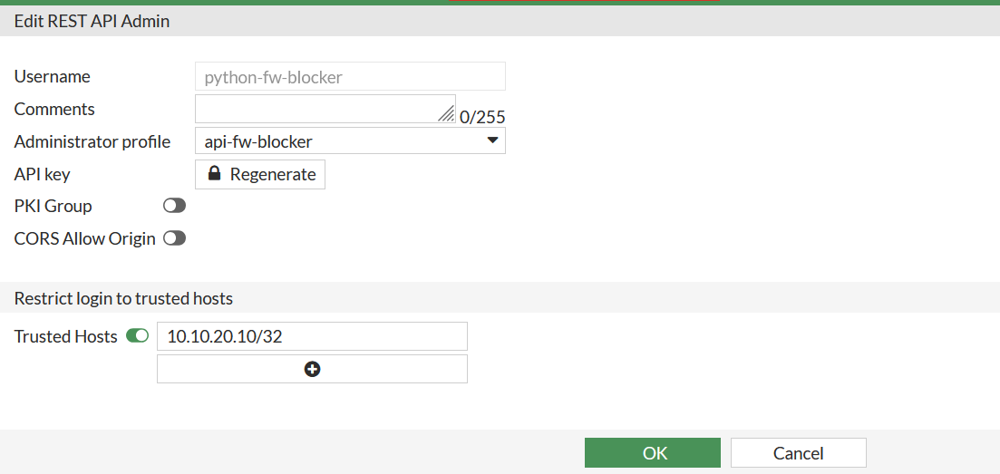 Edit REST API Admin
Username python-fw-blocker
Comments 0/255
Administrator profile api-fw-blocker
API key Regenerate
PKI Group
CORS Allow Origin
Restrict login to trusted hosts
Trusted Hosts 10.10.20.10/32
OK Cancel